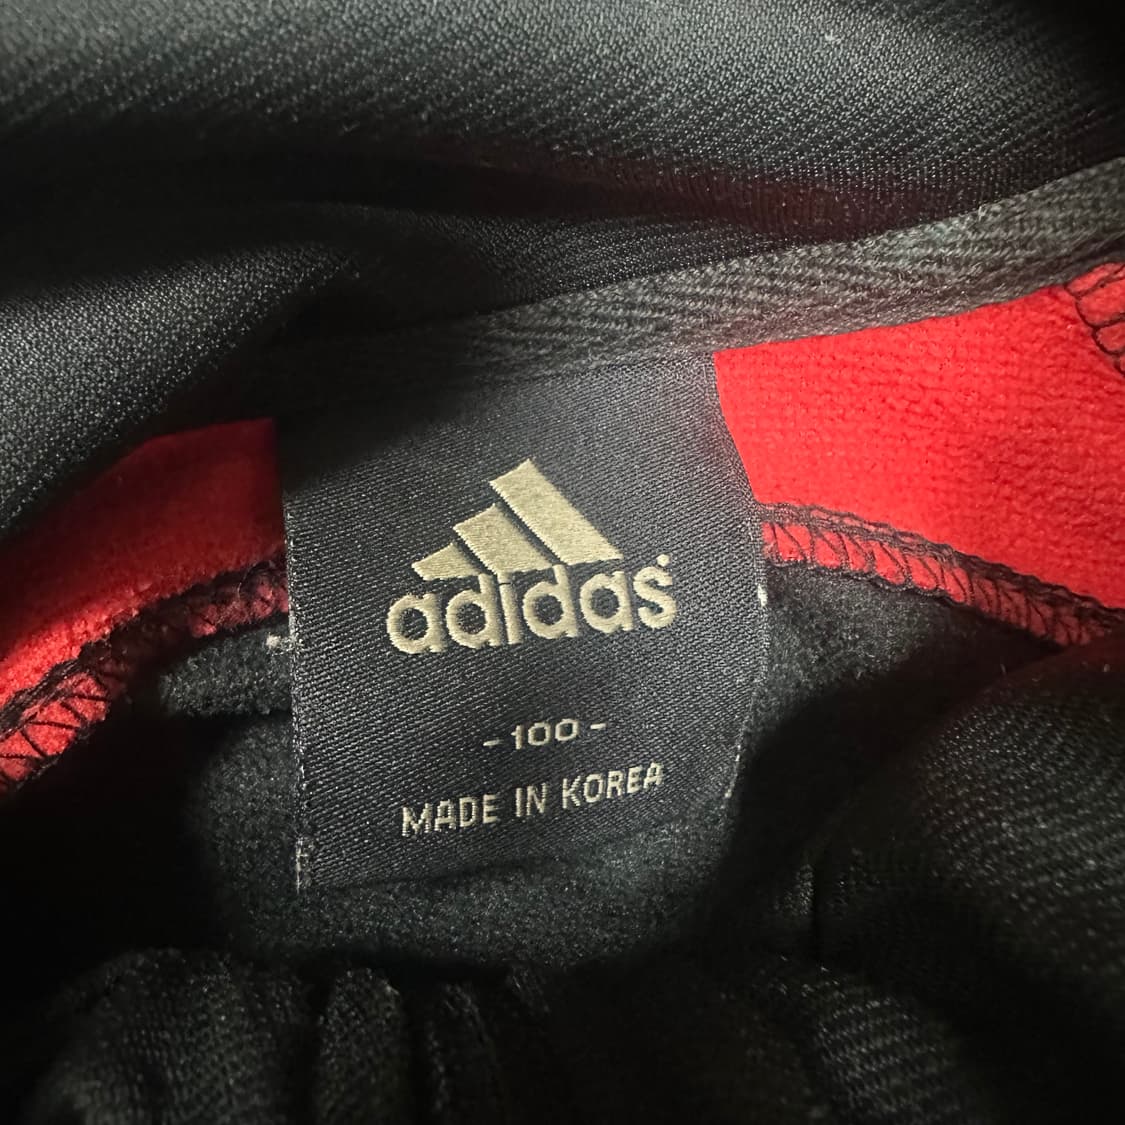 adidas
- 100 -
MADE IN KOREA